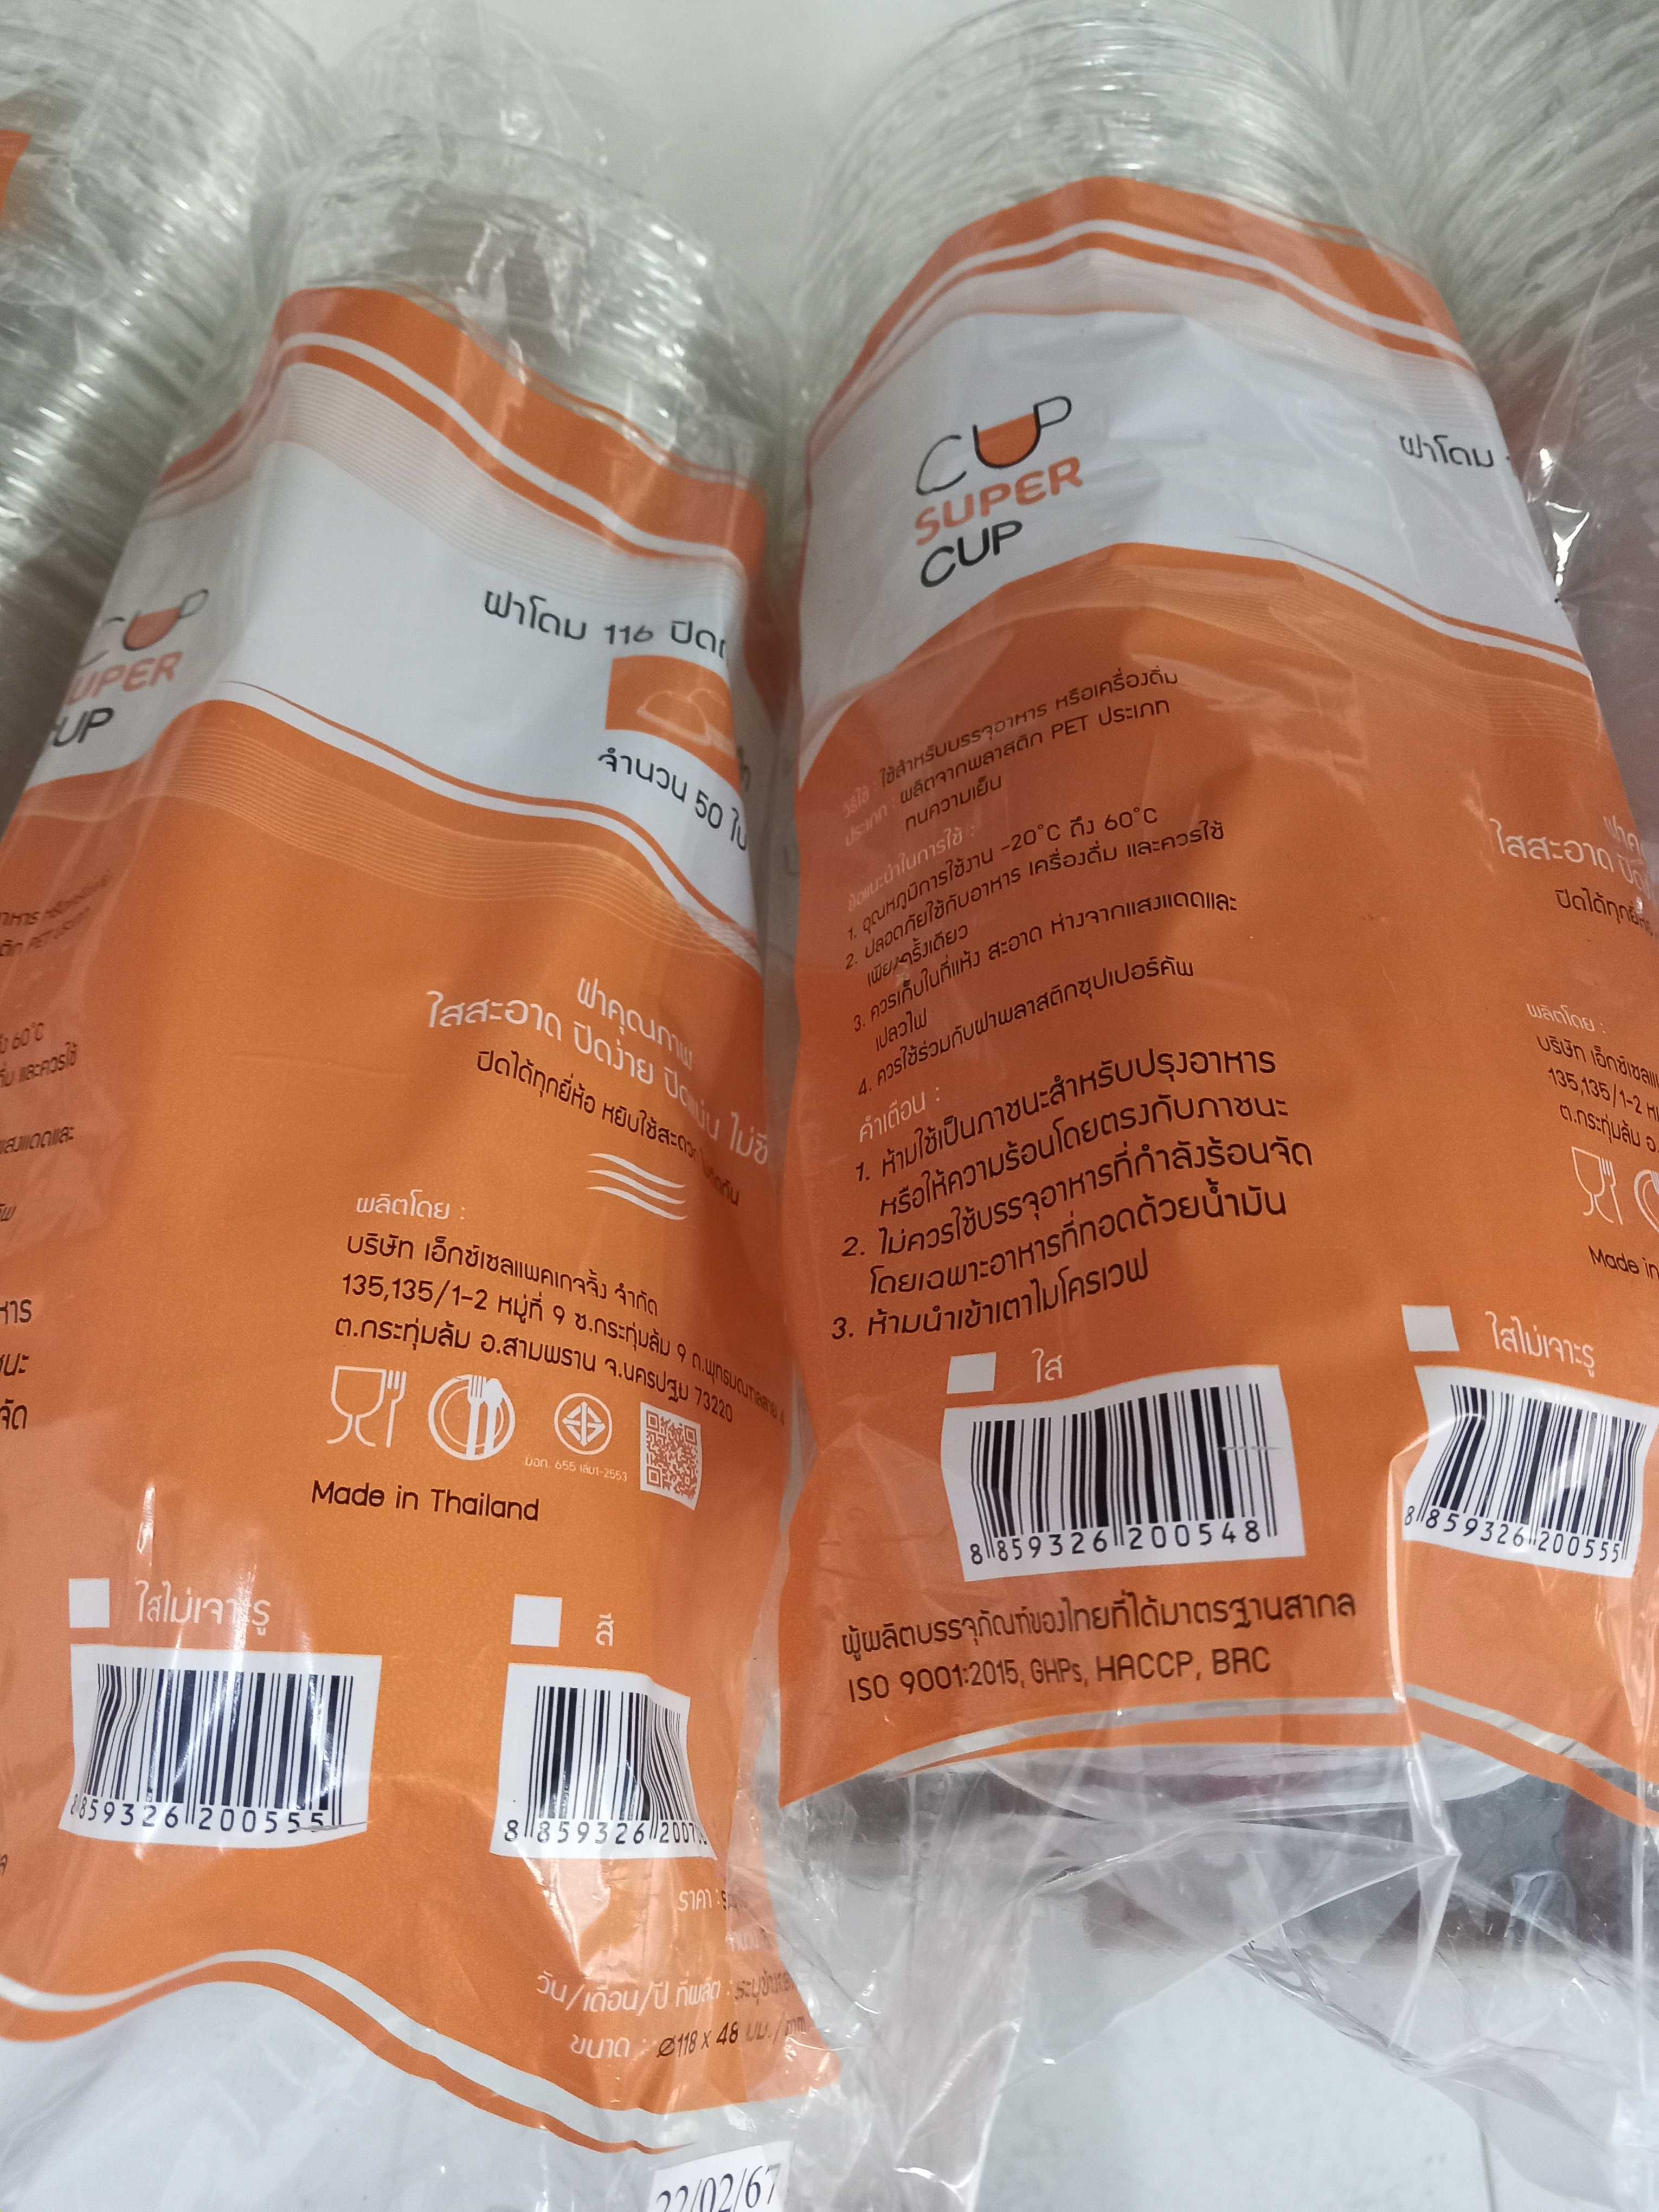 CUP
SUPER
CUP
ฝาโดม 116
จำนวน 50
ฝาคุณภาพ
ใสสะอาด ปิดง่าย
ปิดได้ทุกยี่ห้อ หยิบใช้สะดวก
ผลิตโดย :
บริษัท เอ็กซ์เซลแพคเกจจิ้ง จำกัด
135,135/1-2 หมู่ที่ 9 ซ.กระทุ่มล้ม 9 ถ.พุทธมณฑลสาย 4
ต.กระทุ่มล้ม อ.สามพราน จ.นครปฐม 73220
มอก. 655 เล่ม1-2553
Made in Thailand
ใสไม่เจาะรู
8 859326 200555
สี
8 859326
ราคา :
วัน/เดือน/ปี ที่ผลิต :
ขนาด : Ø118 x 48 มม./mm.
22/02/67
CUP
SUPER
CUP
ฝาโดม
วิธีใช้ : ใช้สำหรับบรรจุอาหาร หรือเครื่องดื่ม
ประเภท : ผลิตจากพลาสติก PET ประเภท
ทนความเย็น
ข้อแนะนำในการใช้ :
1. อุณหภูมิการใช้งาน -20°C ถึง 60°C
2. ปลอดภัยใช้กับอาหาร เครื่องดื่ม และควรใช้
เพียงครั้งเดียว
3. ควรเก็บในที่แห้ง สะอาด ห่างจากแสงแดดและ
เปลวไฟ
4. ควรใช้ร่วมกับฝาพลาสติกซุปเปอร์คัพ
คำเตือน :
1. ห้ามใช้เป็นภาชนะสำหรับปรุงอาหาร
หรือให้ความร้อนโดยตรงกับภาชนะ
2. ไม่ควรใช้บรรจุอาหารที่กำลังร้อนจัด
โดยเฉพาะอาหารที่ทอดด้วยน้ำมัน
3. ห้ามนำเข้าเตาไมโครเวฟ
ใส
8 859326 200548
ผู้ผลิตบรรจุภัณฑ์ของไทยที่ได้มาตรฐานสากล
ISO 9001:2015, GHPs, HACCP, BRC
ใสสะอาด
ผลิตโดย :
บริษัท
135,135/1-2
ต.กระทุ่มล้ม
Made in
ใสไม่เจาะรู
8 859326 200555